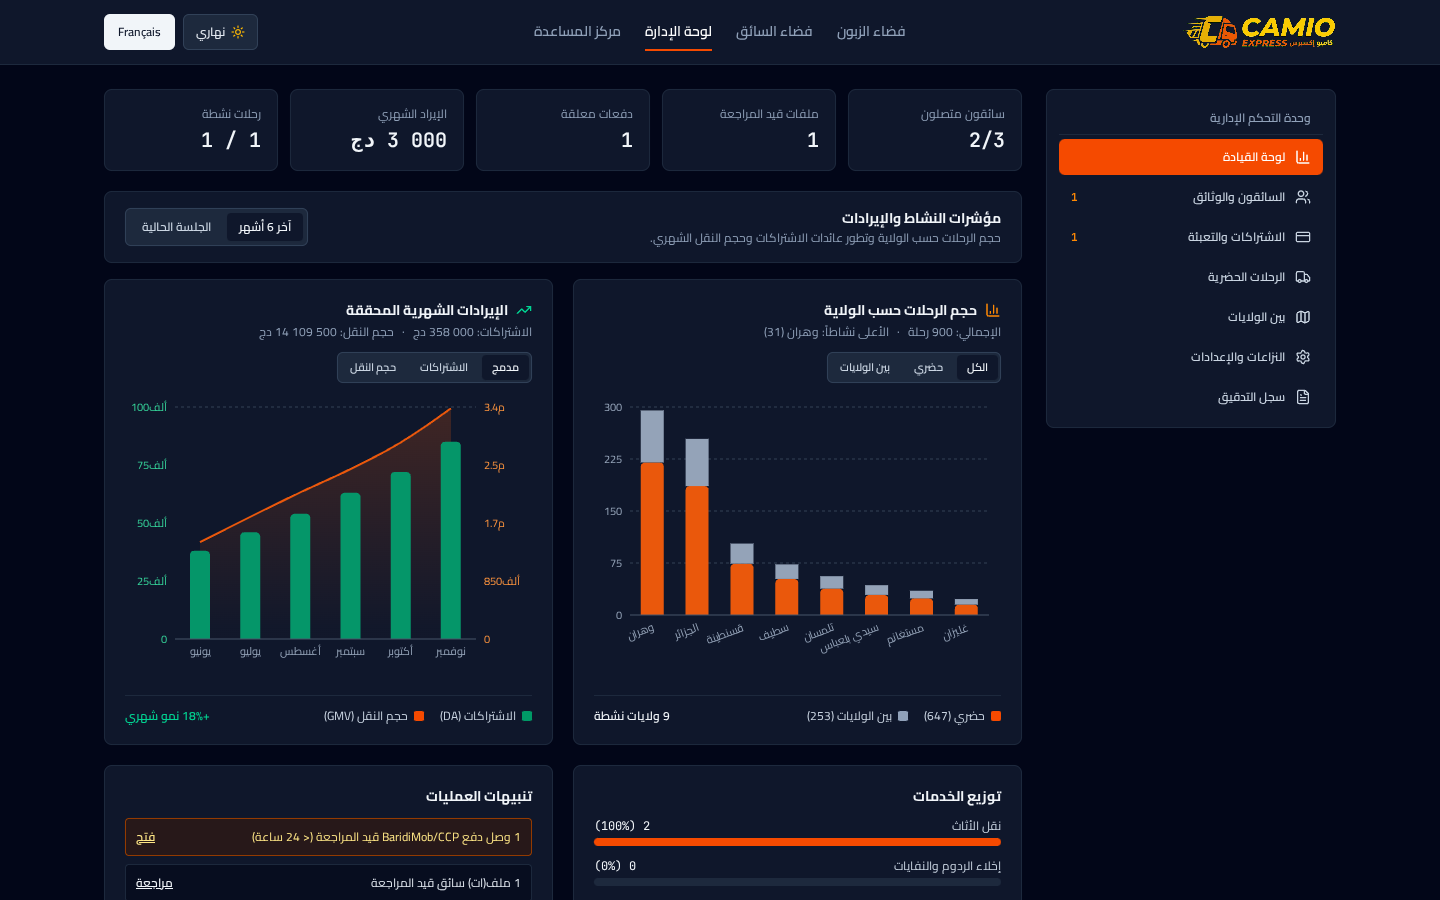 CAMIO
EXPRESS كاميو إكسبرس
فضاء الزبون
فضاء السائق
لوحة الإدارة
مركز المساعدة
نهاري
Français
وحدة التحكم الإدارية
لوحة القيادة
السائقون والوثائق 1
الاشتراكات والتعبئة 1
الرحلات الحضرية
بين الولايات
النزاعات والإعدادات
سجل التدقيق
سائقون متصلون
2/3
ملفات قيد المراجعة
1
دفعات معلقة
1
الإيراد الشهري
3 000 دج
رحلات نشطة
1 / 1
مؤشرات النشاط والإيرادات
حجم الرحلات حسب الولاية وتطور عائدات الاشتراكات وحجم النقل الشهري.
آخر 6 أشهر
الجلسة الحالية
حجم الرحلات حسب الولاية
الإجمالي: 900 رحلة · الأعلى نشاطاً: وهران (31)
الكل
حضري
بين الولايات
300
225
150
75
0
وهران
الجزائر
قسنطينة
سطيف
تلمسان
سيدي بلعباس
مستغانم
غليزان
حضري (647)
بين الولايات (253)
9 ولايات نشطة
الإيرادات الشهرية المحققة
الاشتراكات: 000 358 دج · حجم النقل: 500 109 14 دج
مدمج
الاشتراكات
حجم النقل
100ألف
75ألف
50ألف
25ألف
0
3.4م
2.5م
1.7م
850ألف
0
يونيو
يوليو
أغسطس
سبتمبر
أكتوبر
نوفمبر
الاشتراكات (DA)
حجم النقل (GMV)
+18% نمو شهري
توزيع الخدمات
نقل الأثاث
2 (100%)
إخلاء الردوم والنفايات
0 (0%)
تنبيهات العمليات
1 وصل دفع BaridiMob/CCP قيد المراجعة (< 24 ساعة)
فتح
1 ملف(ات) سائق قيد المراجعة
مراجعة